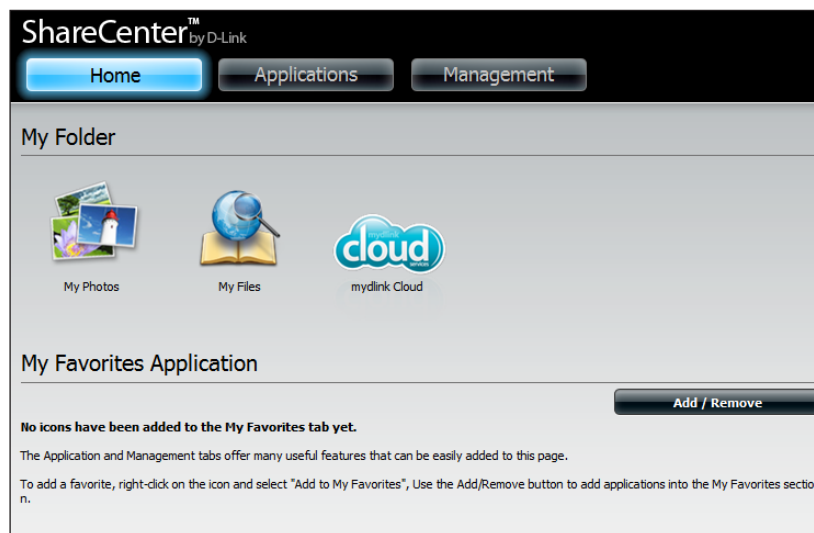 ShareCenter™ by D-Link
Home Applications Management
My Folder
mydlink
cloud
services
My Photos My Files mydlink Cloud
My Favorites Application
Add / Remove
No icons have been added to the My Favorites tab yet.
The Application and Management tabs offer many useful features that can be easily added to this page.
To add a favorite, right-click on the icon and select "Add to My Favorites", Use the Add/Remove button to add applications into the My Favorites sectio
n.